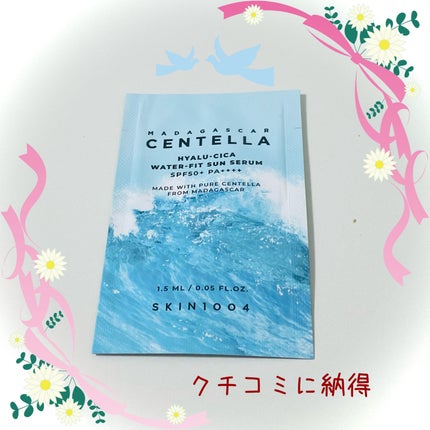 MADAGASCAR
CENTELLA
HYALU-CICA
WATER-FIT SUN SERUM
SPF50+ PA++++
MADE WITH PURE CENTELLA
FROM MADAGASCAR
1.5 ML / 0.05 FL.OZ.
SKIN1004
クチコミに納得